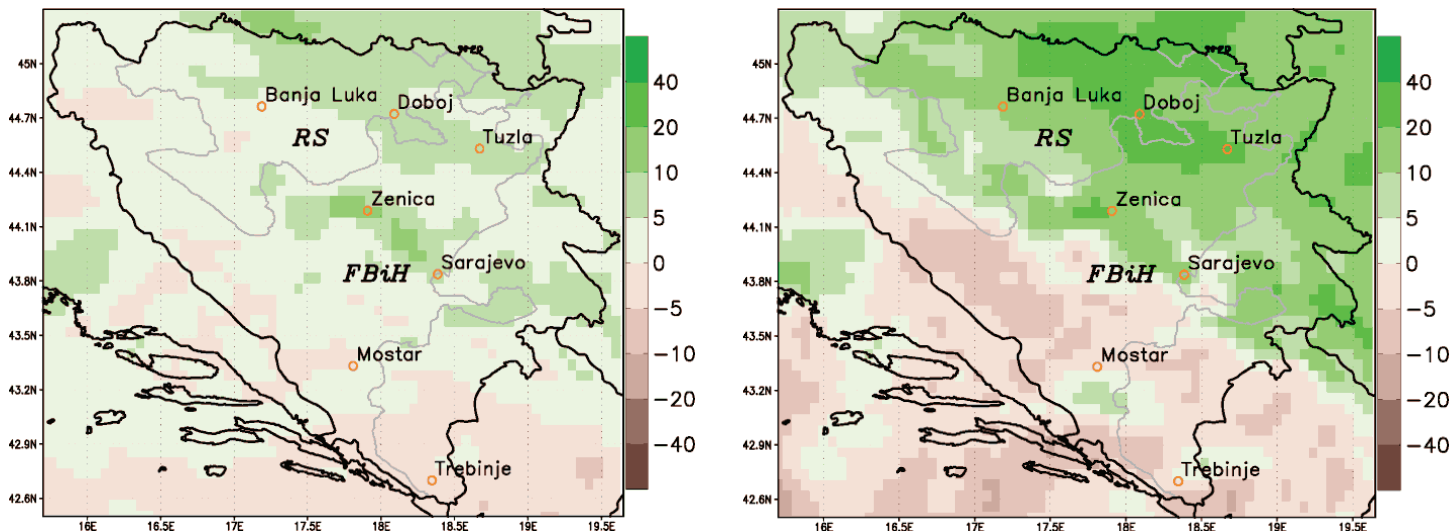 45N
44.7N
44.4N
44.1N
43.8N
43.5N
43.2N
42.9N
42.6N
16E
16.5E
17E
17.5E
18E
18.5E
19E
19.5E
Banja Luka
Doboj
RS
Tuzla
Zenica
FBiH
Sarajevo
Mostar
Trebinje
40
20
10
5
0
−5
−10
−20
−40
45N
44.7N
44.4N
44.1N
43.8N
43.5N
43.2N
42.9N
42.6N
16E
16.5E
17E
17.5E
18E
18.5E
19E
19.5E
Banja Luka
Doboj
RS
Tuzla
Zenica
FBiH
Sarajevo
Mostar
Trebinje
40
20
10
5
0
−5
−10
−20
−40